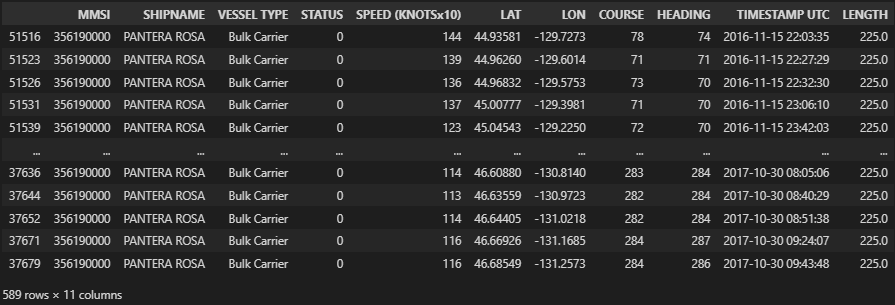 MMSI SHIPNAME VESSEL TYPE STATUS SPEED (KNOTSx10) LAT LON COURSE HEADING TIMESTAMP UTC LENGTH
51516 356190000 PANTERA ROSA Bulk Carrier 0 144 44.93581 -129.7273 78 74 2016-11-15 22:03:35 225.0
51523 356190000 PANTERA ROSA Bulk Carrier 0 139 44.96260 -129.6014 71 71 2016-11-15 22:27:29 225.0
51526 356190000 PANTERA ROSA Bulk Carrier 0 136 44.96832 -129.5753 73 70 2016-11-15 22:32:30 225.0
51531 356190000 PANTERA ROSA Bulk Carrier 0 137 45.00777 -129.3981 71 70 2016-11-15 23:06:10 225.0
51539 356190000 PANTERA ROSA Bulk Carrier 0 123 45.04543 -129.2250 72 70 2016-11-15 23:42:03 225.0
... ... ... ... ... ... ... ... ... ... ... ...
37636 356190000 PANTERA ROSA Bulk Carrier 0 114 46.60880 -130.8140 283 284 2017-10-30 08:05:06 225.0
37644 356190000 PANTERA ROSA Bulk Carrier 0 113 46.63559 -130.9723 282 284 2017-10-30 08:40:29 225.0
37652 356190000 PANTERA ROSA Bulk Carrier 0 114 46.64405 -131.0218 282 284 2017-10-30 08:51:38 225.0
37671 356190000 PANTERA ROSA Bulk Carrier 0 116 46.66926 -131.1685 284 287 2017-10-30 09:24:07 225.0
37679 356190000 PANTERA ROSA Bulk Carrier 0 116 46.68549 -131.2573 284 286 2017-10-30 09:43:48 225.0
589 rows × 11 columns